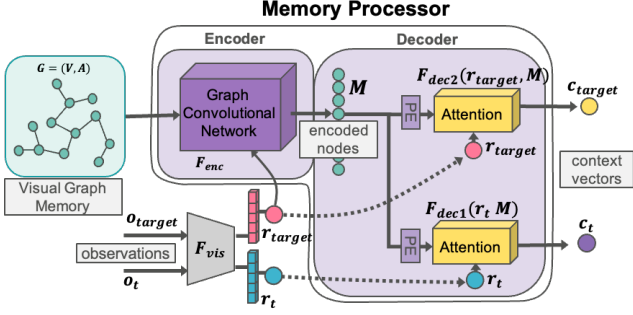 Memory Processor
Encoder
Decoder
G = (V, A)
Visual Graph
Memory
Graph
Convolutional
Network
F_enc
M
encoded
nodes
PE
F_dec2(r_target, M)
Attention
r_target
c_target
context
vectors
o_target
observations
o_t
F_vis
r_target
r_t
PE
F_dec1(r_t M)
Attention
r_t
c_t